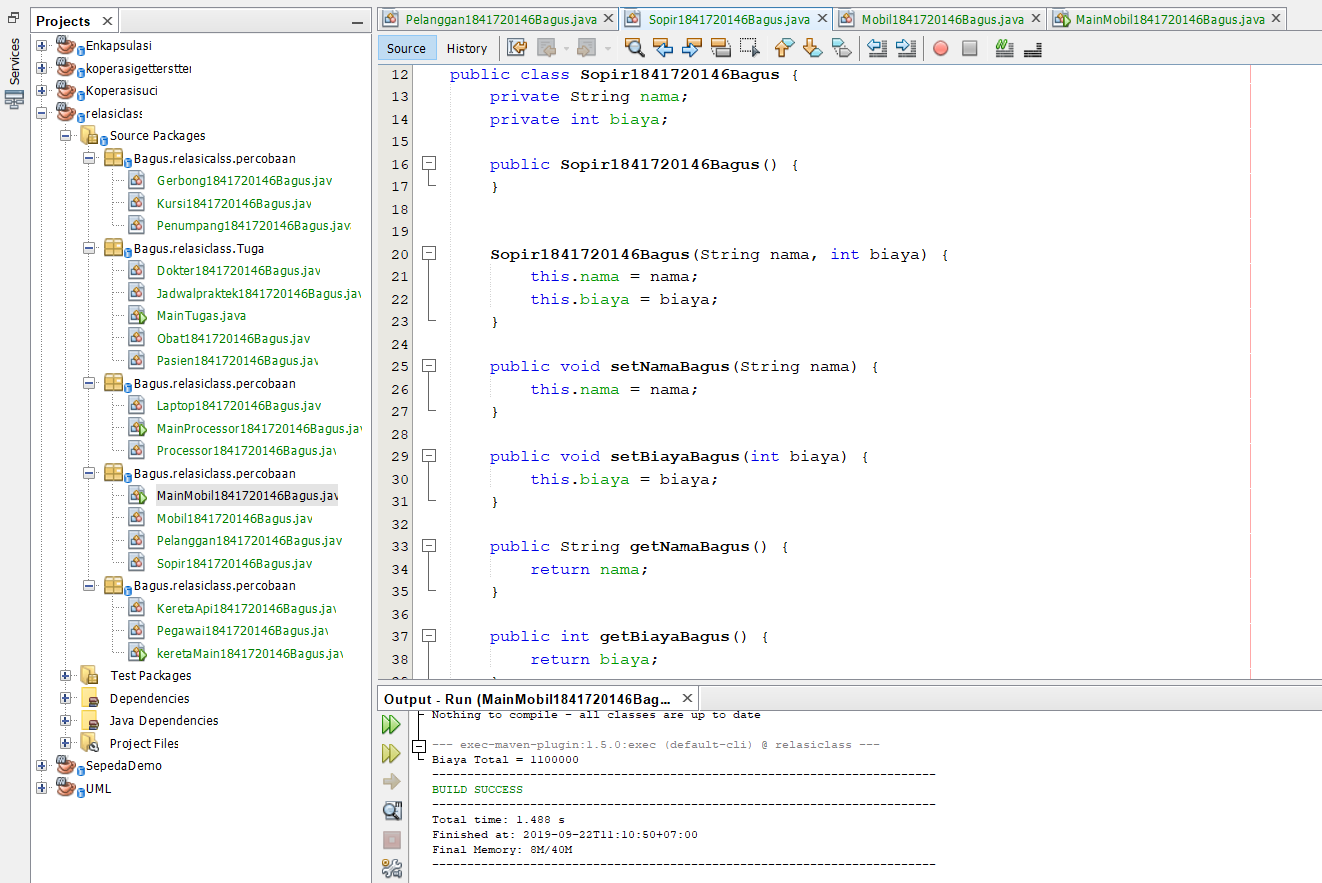 Services
Projects
Enkapsulasi
koperasigetterstter
Koperasisuci
relasiclass
Source Packages
Bagus.relasicalss.percobaan
Gerbong1841720146Bagus.jav
Kursi1841720146Bagus.java
Penumpang1841720146Bagus.java
Bagus.relasiclass.Tuga
Dokter1841720146Bagus.jav
Jadwalpraktek1841720146Bagus.jav
MainTugas.java
Obat1841720146Bagus.jav
Pasien1841720146Bagus.jav
Bagus.relasiclass.percobaan
Laptop1841720146Bagus.jav
MainProcessor1841720146Bagus.jav
Processor1841720146Bagus.jav
Bagus.relasiclass.percobaan
MainMobil1841720146Bagus.jav
Mobil1841720146Bagus.jav
Pelanggan1841720146Bagus.jav
Sopir1841720146Bagus.jav
Bagus.relasiclass.percobaan
KeretaApi1841720146Bagus.jav
Pegawai1841720146Bagus.jav
keretaMain1841720146Bagus.jav
Test Packages
Dependencies
Java Dependencies
Project Files
SepedaDemo
UML
Pelanggan1841720146Bagus.java Sopir1841720146Bagus.java Mobil1841720146Bagus.java MainMobil1841720146Bagus.java
Source History
12 public class Sopir1841720146Bagus {
13 private String nama;
14 private int biaya;
15
16 public Sopir1841720146Bagus() {
17 }
18
19
20 Sopir1841720146Bagus(String nama, int biaya) {
21 this.nama = nama;
22 this.biaya = biaya;
23 }
24
25 public void setNamaBagus(String nama) {
26 this.nama = nama;
27 }
28
29 public void setBiayaBagus(int biaya) {
30 this.biaya = biaya;
31 }
32
33 public String getNamaBagus() {
34 return nama;
35 }
36
37 public int getBiayaBagus() {
38 return biaya;
Output - Run (MainMobil1841720146Bag...
Nothing to compile - all classes are up to date
--- exec-maven-plugin:1.5.0:exec (default-cli) @ relasiclass ---
Biaya Total = 1100000
------------------------------------------------------------------------
BUILD SUCCESS
------------------------------------------------------------------------
Total time: 1.488 s
Finished at: 2019-09-22T11:10:50+07:00
Final Memory: 8M/40M
------------------------------------------------------------------------